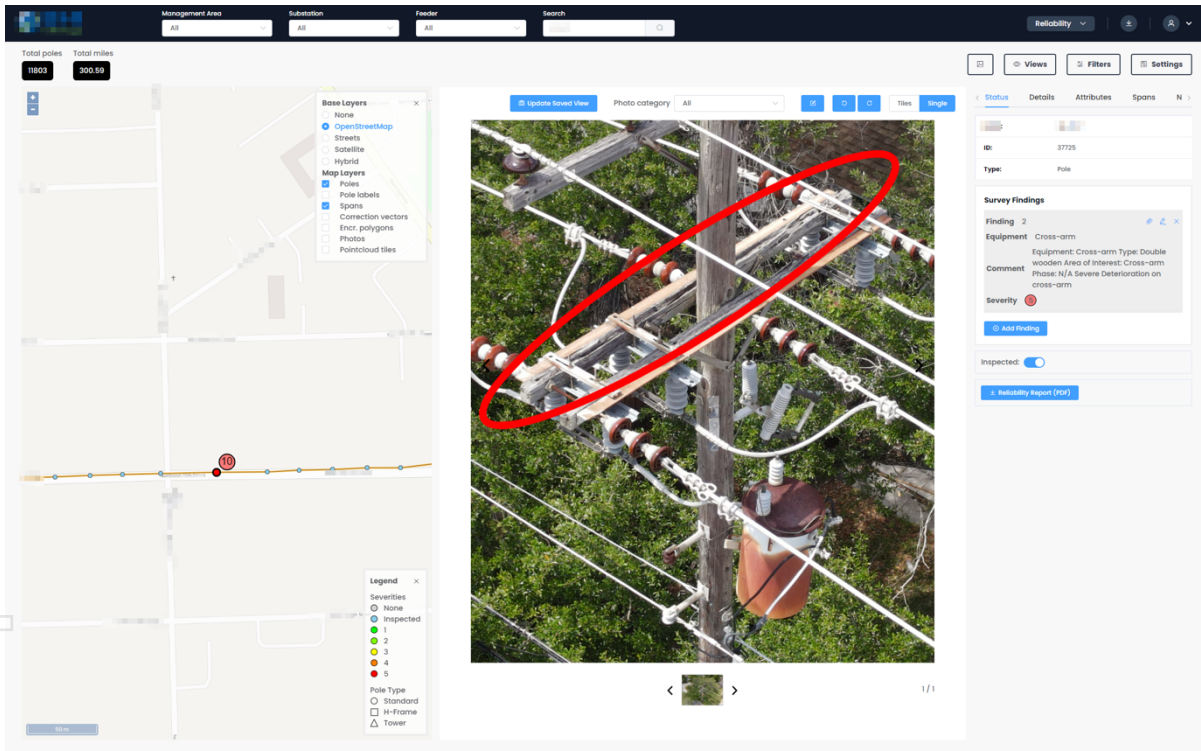 Management Area
Substation
Feeder
Search
All
All
All
Reliability
Total poles
Total miles
11803
300.59
Views
Filters
Settings
Base Layers
None
OpenStreetMap
Streets
Satellite
Hybrid
Map Layers
Poles
Pole labels
Spans
Correction vectors
Encr. polygons
Photos
Pointcloud tiles
10
Legend
Severities
None
Inspected
1
2
3
4
5
Pole Type
Standard
H-Frame
Tower
50 m
Update Saved View
Photo category
All
Tiles
Single
1 / 1
Status
Details
Attributes
Spans
N
ID:
37725
Type:
Pole
Survey Findings
Finding 2
Equipment Cross-arm
Comment
Equipment: Cross-arm Type: Double
wooden Area of Interest: Cross-arm
Phase: N/A Severe Deterioration on
cross-arm
Severity
Add Finding
Inspected:
Reliability Report (PDF)